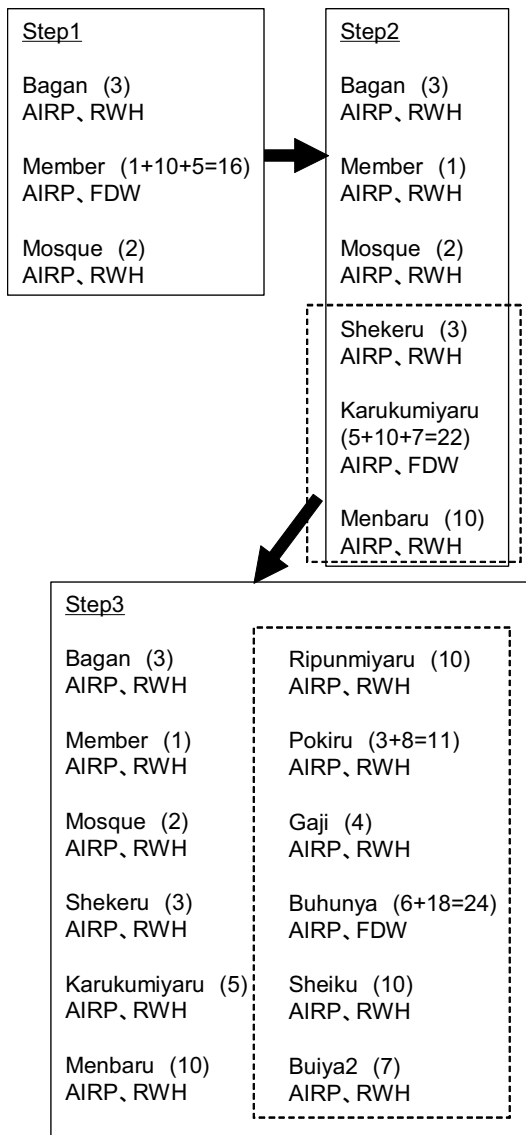 Step1
Bagan (3)
AIRP、RWH
Member (1+10+5=16)
AIRP、FDW
Mosque (2)
AIRP、RWH
Step2
Bagan (3)
AIRP、RWH
Member (1)
AIRP、RWH
Mosque (2)
AIRP、RWH
Shekeru (3)
AIRP、RWH
Karukumiyaru
(5+10+7=22)
AIRP、FDW
Menbaru (10)
AIRP、RWH
Step3
Bagan (3)
AIRP、RWH
Member (1)
AIRP、RWH
Mosque (2)
AIRP、RWH
Shekeru (3)
AIRP、RWH
Karukumiyaru (5)
AIRP、RWH
Menbaru (10)
AIRP、RWH
Ripunmiyaru (10)
AIRP、RWH
Pokiru (3+8=11)
AIRP、RWH
Gaji (4)
AIRP、RWH
Buhunya (6+18=24)
AIRP、FDW
Sheiku (10)
AIRP、RWH
Buiya2 (7)
AIRP、RWH